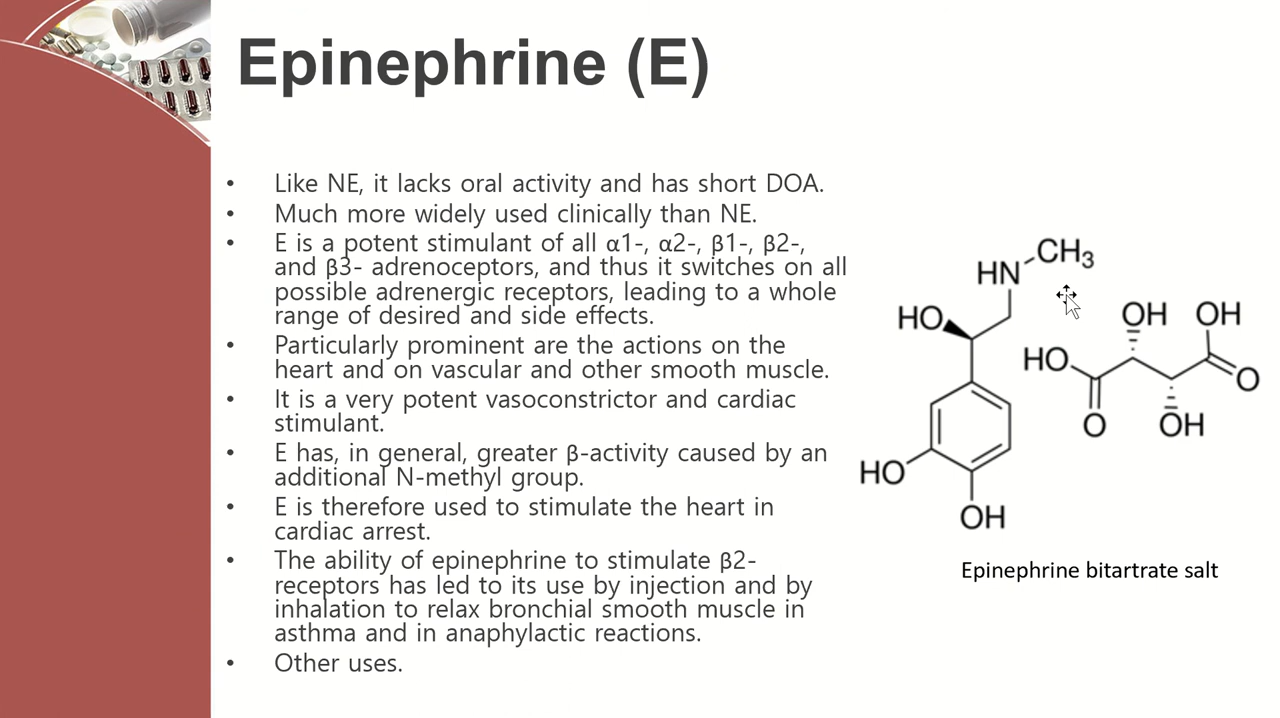 Epinephrine (E)
• Like NE, it lacks oral activity and has short DOA.
• Much more widely used clinically than NE.
• E is a potent stimulant of all α1-, α2-, β1-, β2-,
and β3- adrenoceptors, and thus it switches on all
possible adrenergic receptors, leading to a whole
range of desired and side effects.
• Particularly prominent are the actions on the
heart and on vascular and other smooth muscle.
• It is a very potent vasoconstrictor and cardiac
stimulant.
• E has, in general, greater β-activity caused by an
additional N-methyl group.
• E is therefore used to stimulate the heart in
cardiac arrest.
• The ability of epinephrine to stimulate β2-
receptors has led to its use by injection and by
inhalation to relax bronchial smooth muscle in
asthma and in anaphylactic reactions.
• Other uses.
CH3
HN
HO
OH OH
HO
O
O
OH
HO
OH
Epinephrine bitartrate salt